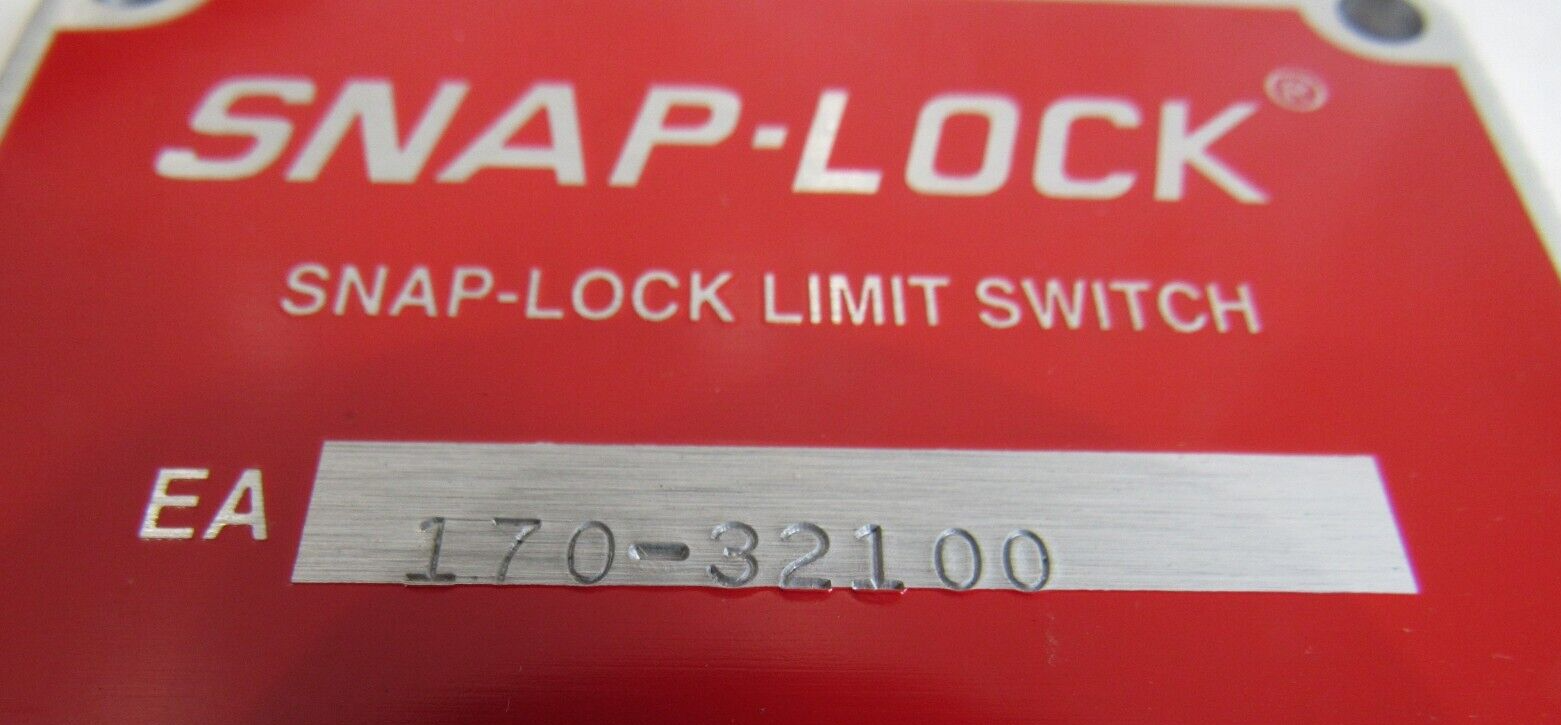 SNAP-LOCK®
SNAP-LOCK LIMIT SWITCH
EA 170-32100